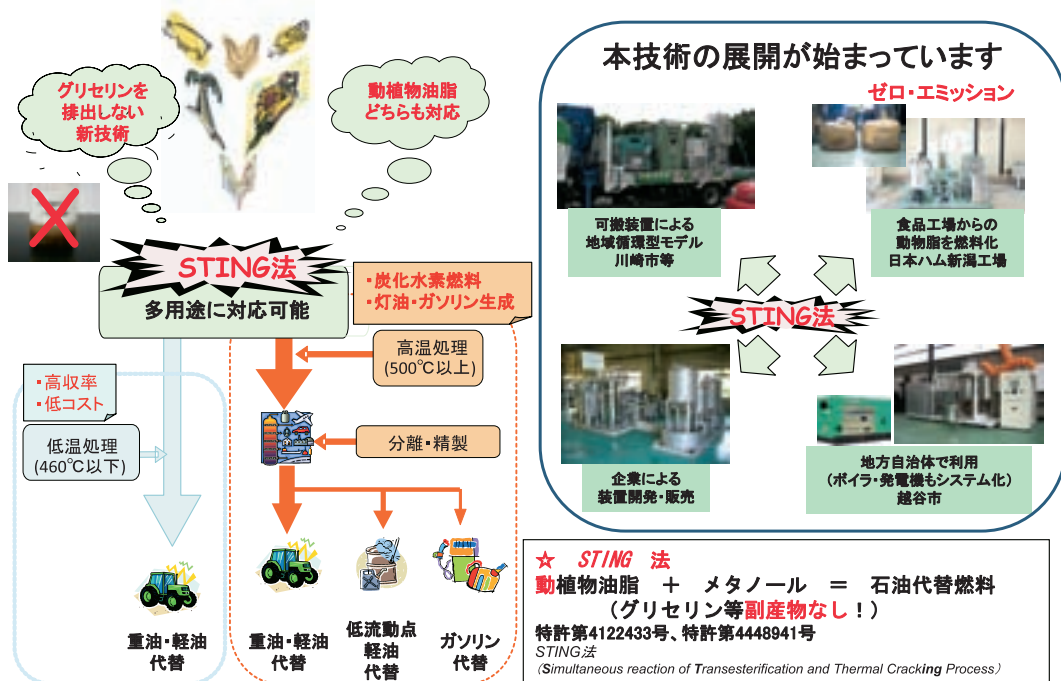 グリセリンを
排出しない
新技術
動植物油脂
どちらも対応
STING法
多用途に対応可能
・炭化水素燃料
・灯油・ガソリン生成
高温処理
(500℃以上)
・高収率
・低コスト
低温処理
(460℃以下)
分離・精製
重油・軽油
代替
重油・軽油
代替
低流動点
軽油
代替
ガソリン
代替
本技術の展開が始まっています
ゼロ・エミッション
可搬装置による
地域循環型モデル
川崎市等
食品工場からの
動物脂を燃料化
日本ハム新潟工場
STING法
企業による
装置開発・販売
地方自治体で利用
(ボイラ・発電機もシステム化)
越谷市
☆ STING 法
動植物油脂 + メタノール = 石油代替燃料
(グリセリン等副産物なし!)
特許第4122433号、特許第4448941号
STING法
(Simultaneous reaction of Transesterification and Thermal Cracking Process)